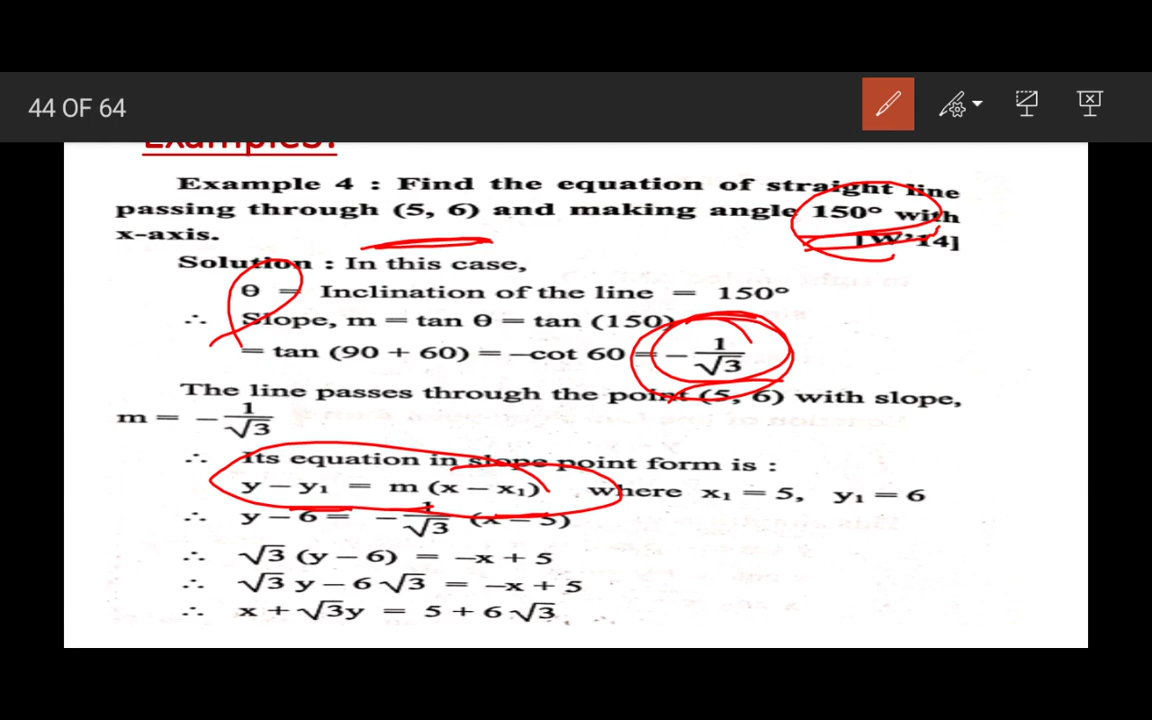 44 OF 64
Examples:
Example 4 : Find the equation of straight line
passing through (5, 6) and making angle 150° with
x-axis. [W'14]
Solution : In this case,
θ = Inclination of the line = 150°
∴ Slope, m = tan θ = tan (150)
= tan (90 + 60) = –cot 60 = – 1/√3
The line passes through the point (5, 6) with slope,
m = – 1/√3
∴ Its equation in slope point form is :
y – y₁ = m (x – x₁) where x₁ = 5, y₁ = 6
∴ y – 6 = – 1/√3 (x – 5)
∴ √3 (y – 6) = –x + 5
∴ √3 y – 6 √3 = –x + 5
∴ x + √3y = 5 + 6 √3